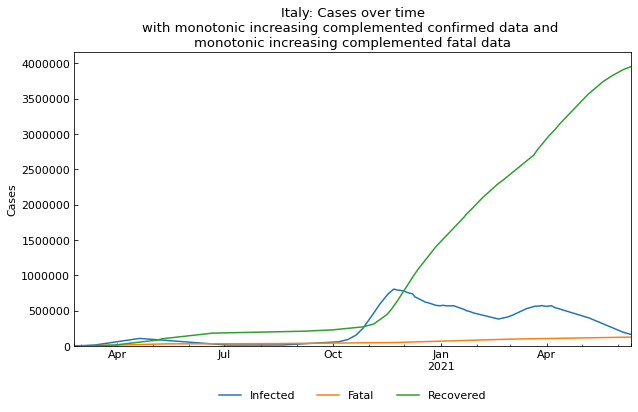 Italy: Cases over time
with monotonic increasing complemented confirmed data and
monotonic increasing complemented fatal data
Cases
4000000
3500000
3000000
2500000
2000000
1500000
1000000
500000
0
Apr Jul Oct Jan Apr
2021
Infected Fatal Recovered